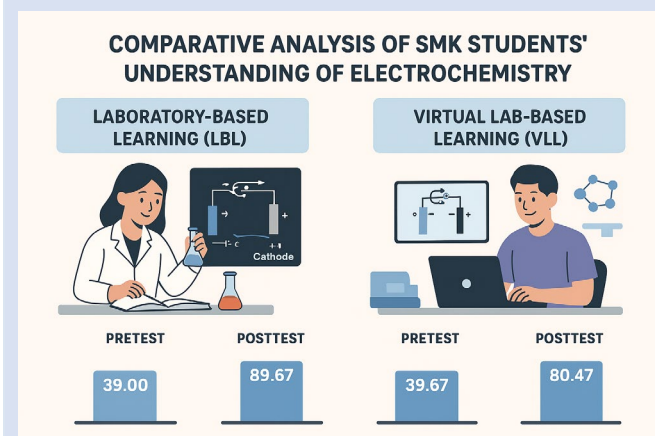 COMPARATIVE ANALYSIS OF SMK STUDENTS'
UNDERSTANDING OF ELECTROCHEMISTRY
LABORATORY-BASED
LEARNING (LBL)
VIRTUAL LAB-BASED
LEARNING (VLL)
Cathode
PRETEST
POSTTEST
PRETEST
POSTTEST
39.00
89.67
39.67
80.47